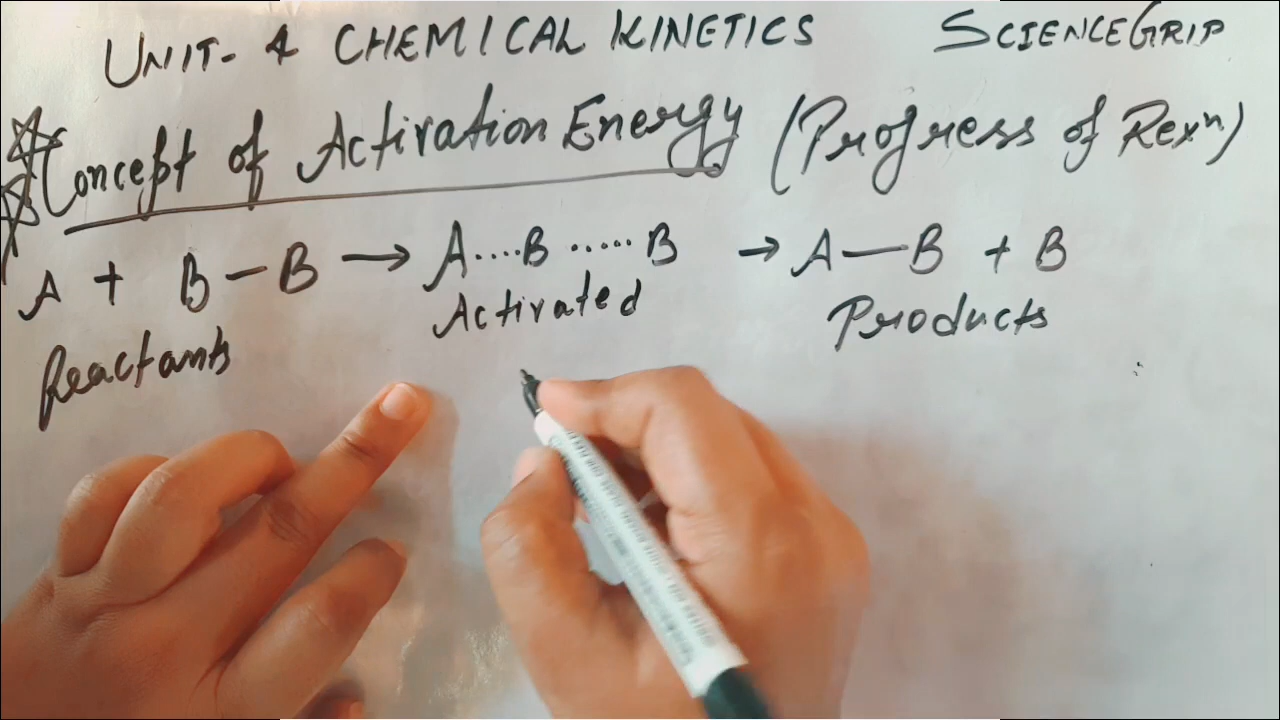 UNIT- 4 CHEMICAL KINETICS SCIENCEGRIP
Concept of Activation Energy (Progress of Rexⁿ)
A + B - B → A....B.....B → A — B + B
Reactants Activated Products